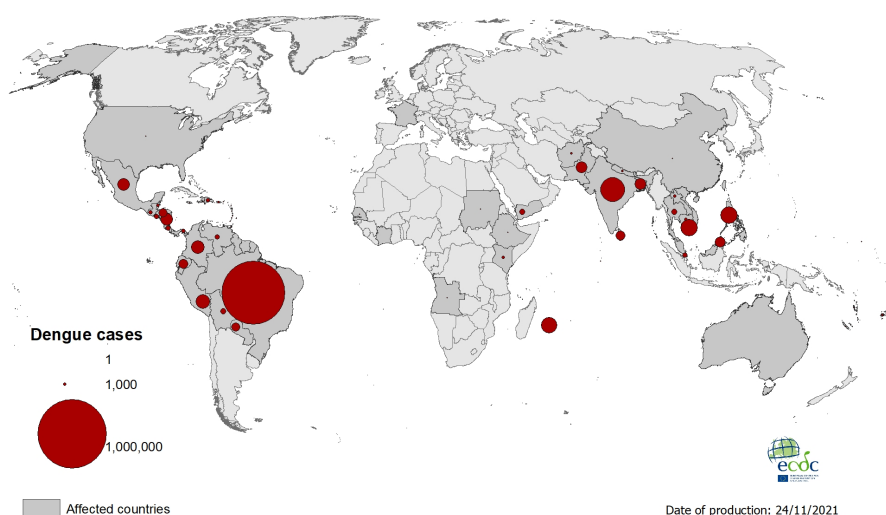 Dengue cases
1
1,000
1,000,000
Affected countries
ecdc
Date of production: 24/11/2021